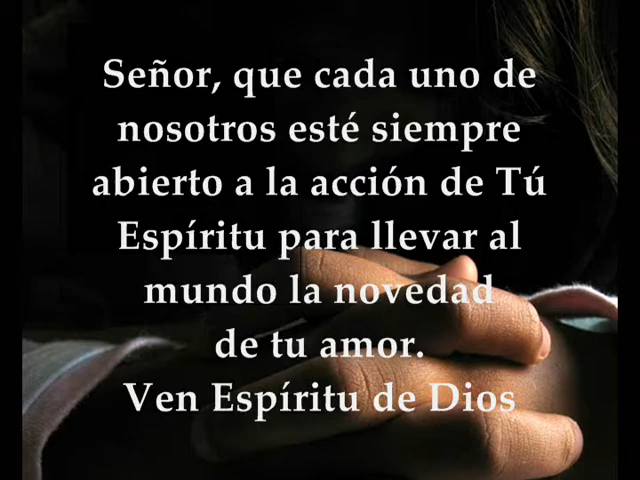 Señor, que cada uno de
nosotros esté siempre
abierto a la acción de Tú
Espíritu para llevar al
mundo la novedad
de tu amor.
Ven Espíritu de Dios